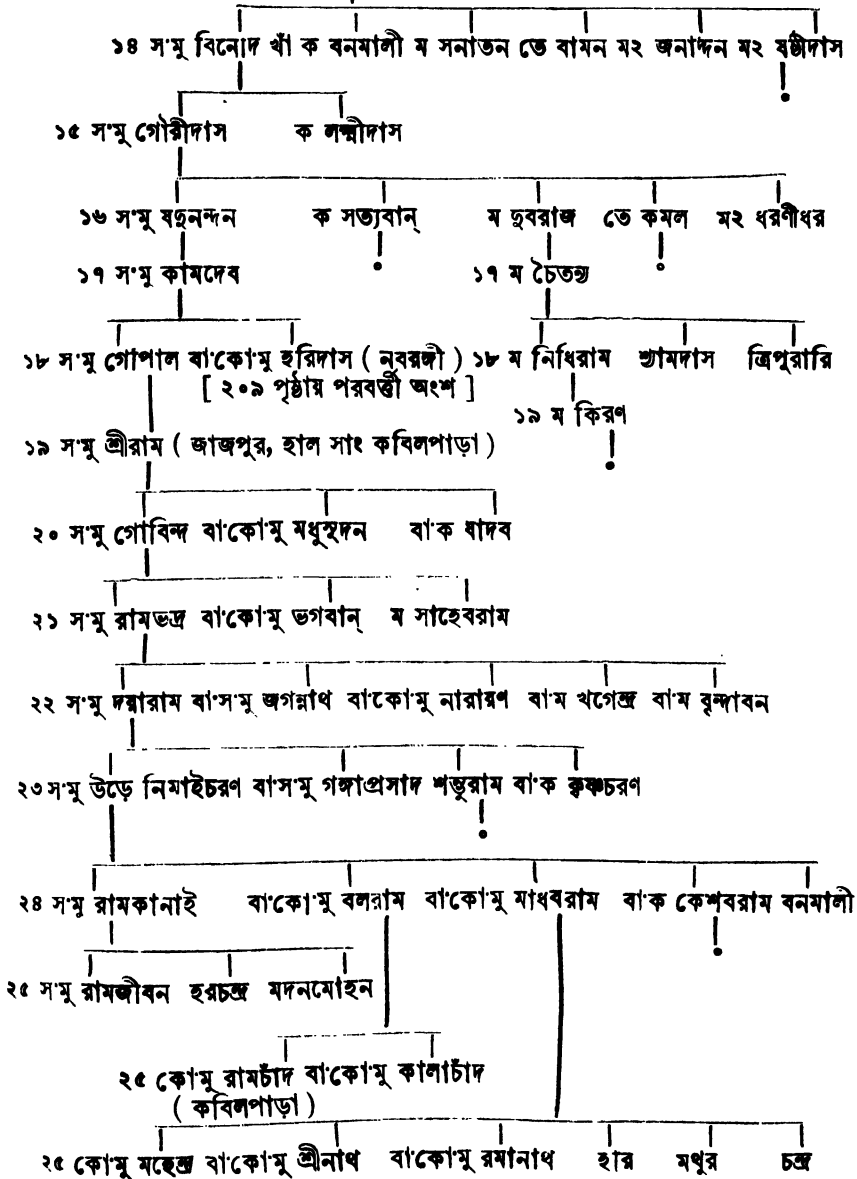 ১৪ স'মু বিনোদ খাঁ ক বনমালী ম সনাতন তে বামন ম২ জনার্দ্দন ম২ ষষ্ঠীদাস
১৫ স'মু গৌরীদাস ক লক্ষ্মীদাস
১৬ স'মু যদুনন্দন ক সত্যবান্ ম দুবরাজ তে কমল ম২ ধরণীধর
১৭ স'মু কামদেব ১৭ ম চৈতন্য
১৮ স'মু গোপাল বা'কো'মু হরিদাস ( নবরঙ্গী ) ১৮ ম নিধিরাম শ্যামদাস ত্রিপুরারি
[ ২০৯ পৃষ্ঠায় পরবর্ত্তী অংশ ]
১৯ ম কিরণ
১৯ স'মু শ্রীরাম ( জাজপুর, হাল সাং কবিলপাড়া )
২০ স'মু গোবিন্দ বা'কো'মু মধুসূদন বা'ক যাদব
২১ স'মু রামভদ্র বা'কো'মু ভগবান্ ম সাহেবরাম
২২ স'মু দয়ারাম বা'স'মু জগন্নাথ বা'কো'মু নারায়ণ বা'ম খগেন্দ্র বা'ম বৃন্দাবন
২৩ স'মু উড়ে নিমাইচরণ বা'স'মু গঙ্গাপ্রসাদ শম্ভুরাম বা'ক কৃষ্ণচরণ
২৪ স'মু রামকানাই বা'কো'মু বলরাম বা'কো'মু মাধবরাম বা'ক কেশবরাম বনমালী
২৫ স'মু রামজীবন হরচন্দ্র মদনমোহন
২৫ কো'মু রামচাঁদ বা'কো'মু কালাচাঁদ
( কবিলপাড়া )
২৫ কো'মু মহেন্দ্র বা'কো'মু শ্রীনাথ বা'কো'মু রমানাথ হার মথুর চন্দ্র